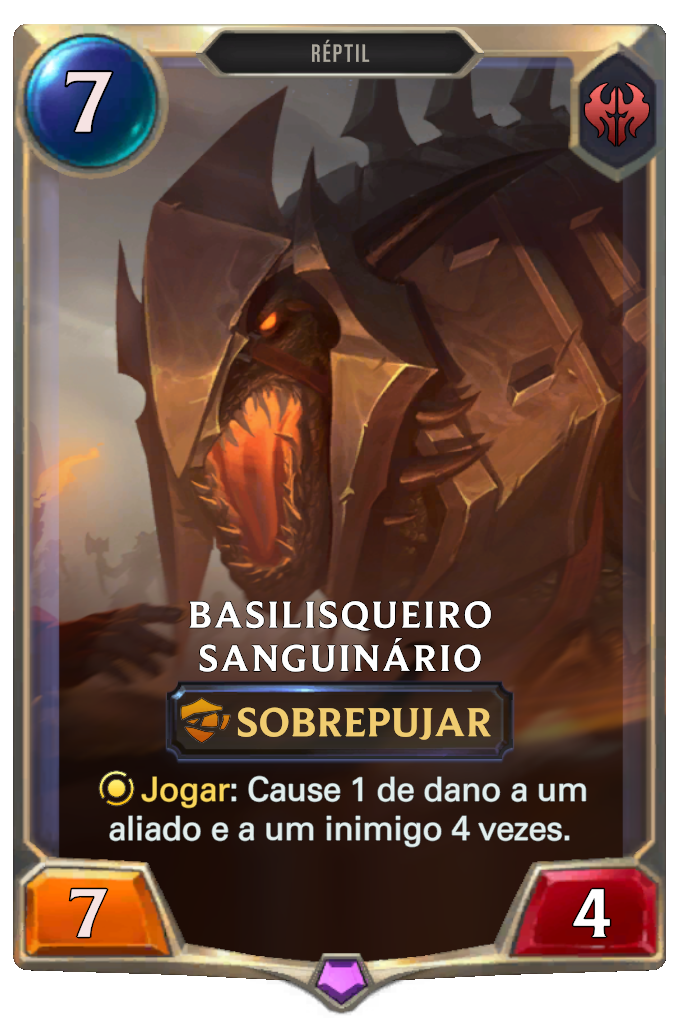 7
RÉPTIL
BASILISQUEIRO
SANGUINÁRIO
SOBREPUJAR
Jogar: Cause 1 de dano a um
aliado e a um inimigo 4 vezes.
7
4